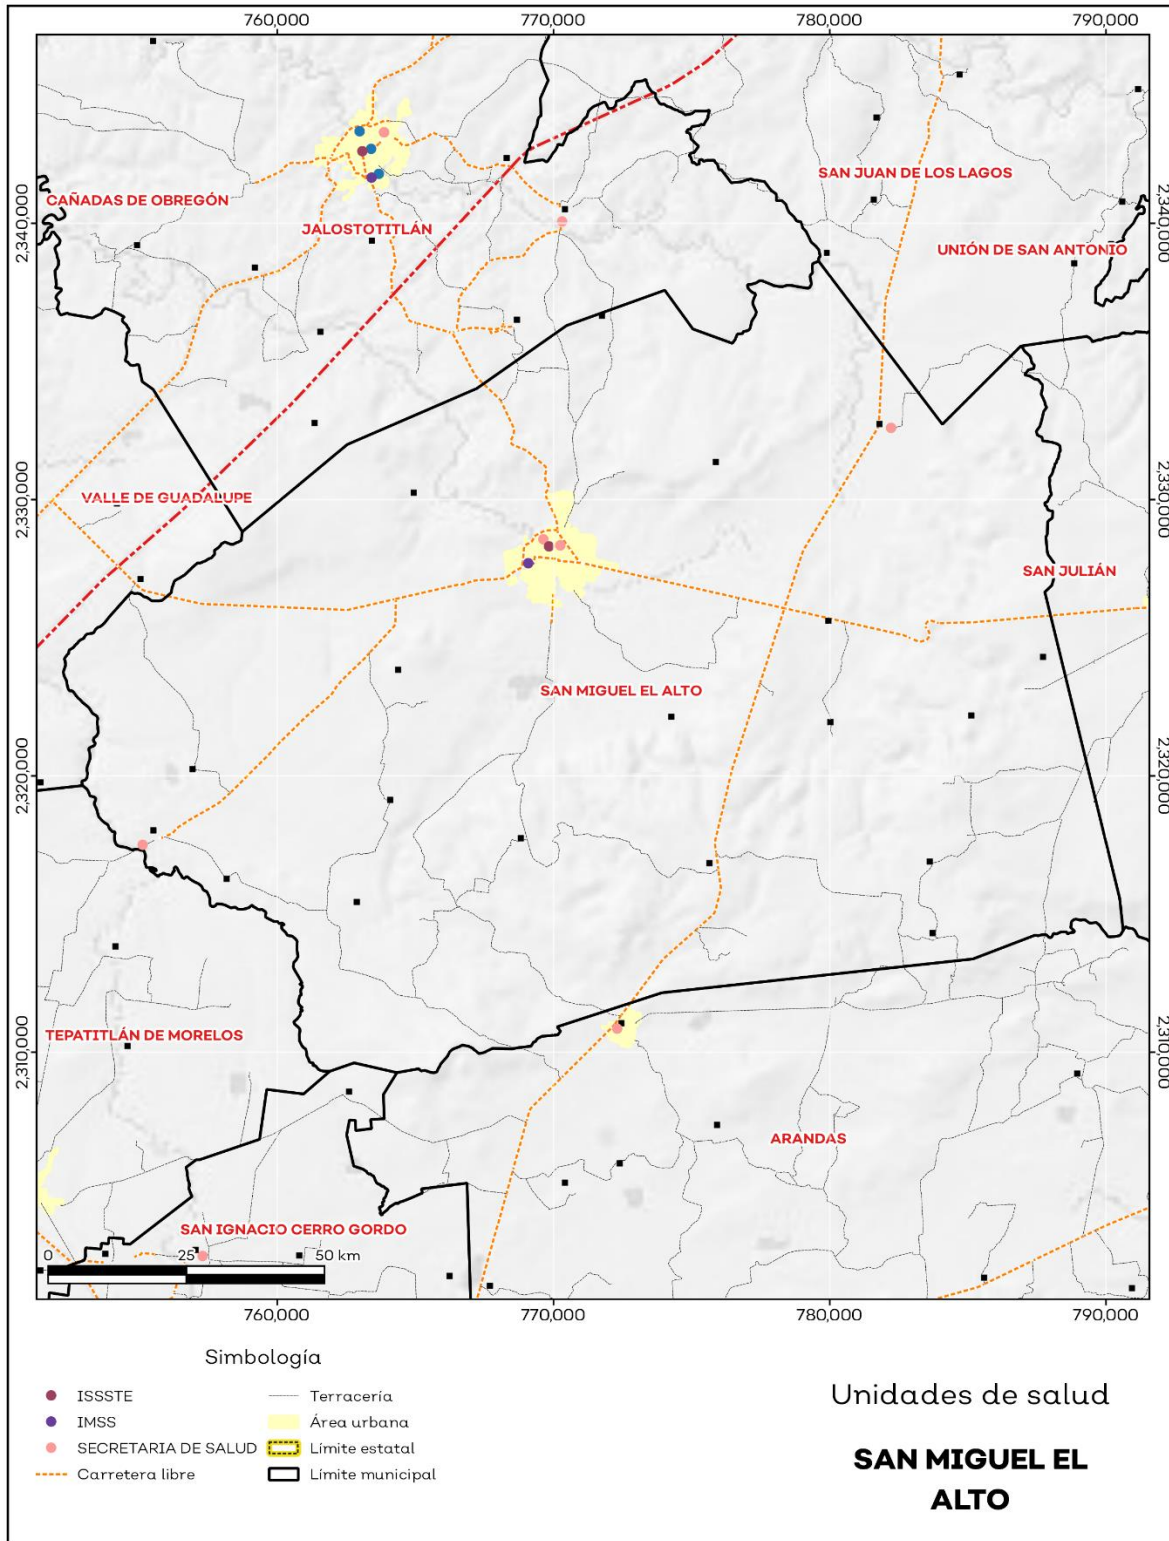 760,000
770,000
780,000
790,000
SAN JUAN DE LOS LAGOS
CAÑADAS DE OBREGÓN
2,340,000
2,340,000
JALOSTOTITLÁN
UNIÓN DE SAN ANTONIO
VALLE DE GUADALUPE
2,330,000
2,330,000
SAN JULIÁN
SAN MIGUEL EL ALTO
2,320,000
2,320,000
TEPATITLÁN DE MORELOS
2,310,000
2,310,000
ARANDAS
SAN IGNACIO CERRO GORDO
0
25
50 km
760,000
770,000
780,000
790,000
Simbología
ISSSTE
IMSS
SECRETARIA DE SALUD
Carretera libre
Terracería
Área urbana
Límite estatal
Límite municipal
Unidades de salud
SAN MIGUEL EL
ALTO